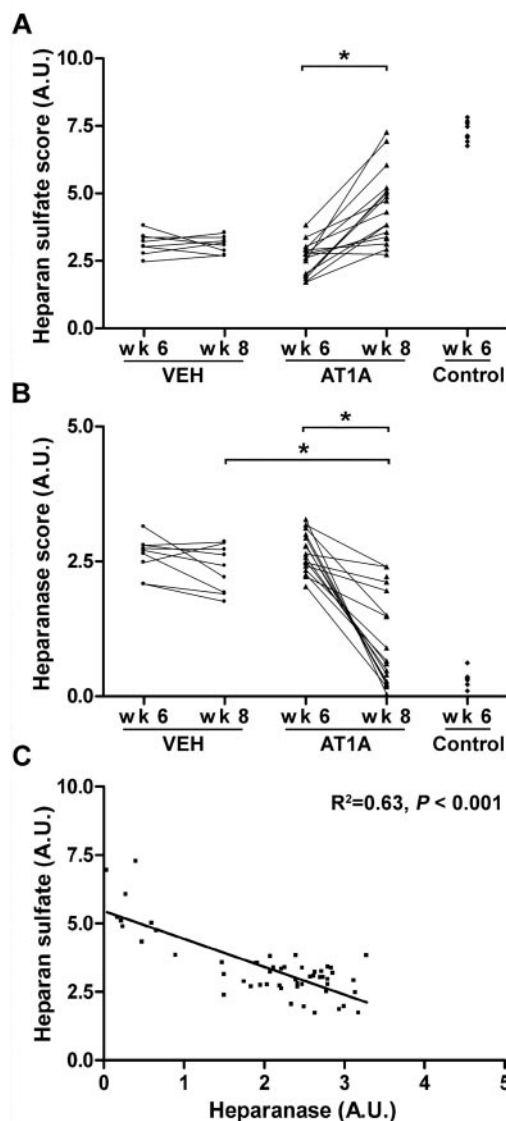 A
Heparan sulfate score (A.U.)
10.0
7.5
5.0
2.5
0.0
*
wk 6 wk 8 wk 6 wk 8 wk 6
VEH AT1A Control
B
Heparanase score (A.U.)
5.0
2.5
0.0
*
*
wk 6 wk 8 wk 6 wk 8 wk 6
VEH AT1A Control
C
Heparan sulfate (A.U.)
10.0
7.5
5.0
2.5
0.0
R²=0.63, P < 0.001
0 1 2 3 4 5
Heparanase (A.U.)